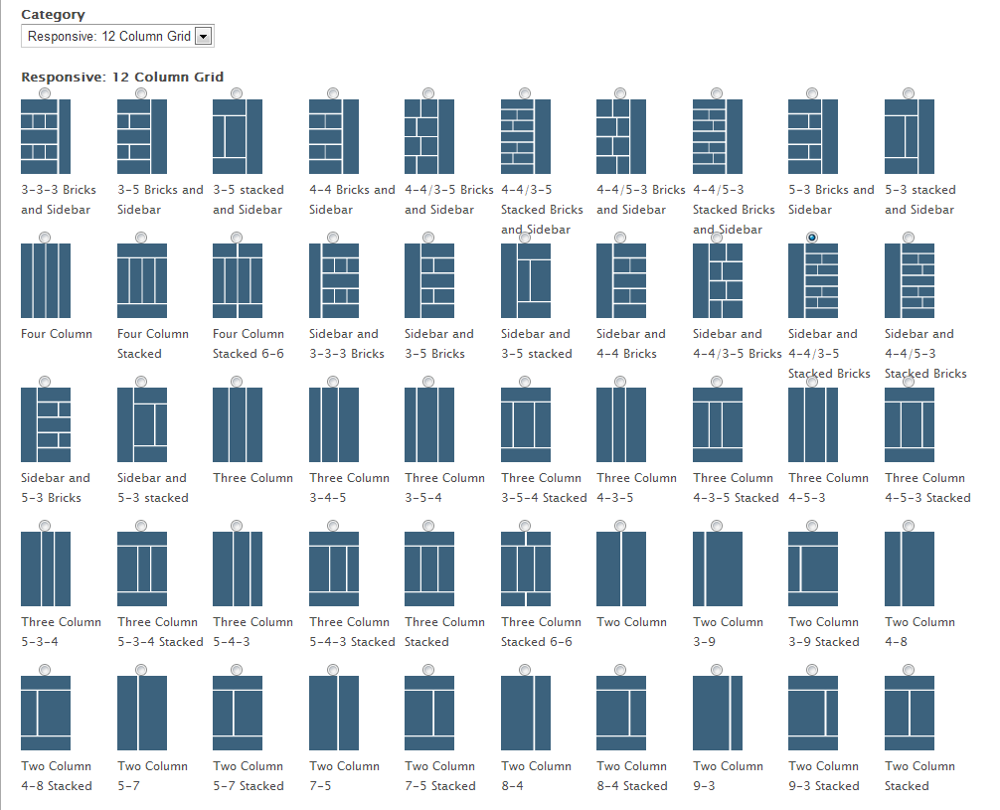 Category
Responsive: 12 Column Grid
Responsive: 12 Column Grid
3-3-3 Bricks
and Sidebar
3-5 Bricks and
Sidebar
3-5 stacked
and Sidebar
4-4 Bricks and
Sidebar
4-4/3-5 Bricks
and Sidebar
4-4/3-5
Stacked Bricks
and Sidebar
4-4/5-3 Bricks
and Sidebar
4-4/5-3
Stacked Bricks
and Sidebar
5-3 Bricks and
Sidebar
5-3 stacked
and Sidebar
Four Column
Four Column
Stacked
Four Column
Stacked 6-6
Sidebar and
3-3-3 Bricks
Sidebar and
3-5 Bricks
Sidebar and
3-5 stacked
Sidebar and
4-4 Bricks
Sidebar and
4-4/3-5 Bricks
Sidebar and
4-4/3-5
Stacked Bricks
Sidebar and
4-4/5-3
Stacked Bricks
Sidebar and
5-3 Bricks
Sidebar and
5-3 stacked
Three Column
Three Column
3-4-5
Three Column
3-5-4
Three Column
3-5-4 Stacked
Three Column
4-3-5
Three Column
4-3-5 Stacked
Three Column
4-5-3
Three Column
4-5-3 Stacked
Three Column
5-3-4
Three Column
5-3-4 Stacked
Three Column
5-4-3
Three Column
5-4-3 Stacked
Three Column
Stacked
Three Column
Stacked 6-6
Two Column
Two Column
3-9
Two Column
3-9 Stacked
Two Column
4-8
Two Column
4-8 Stacked
Two Column
5-7
Two Column
5-7 Stacked
Two Column
7-5
Two Column
7-5 Stacked
Two Column
8-4
Two Column
8-4 Stacked
Two Column
9-3
Two Column
9-3 Stacked
Two Column
Stacked